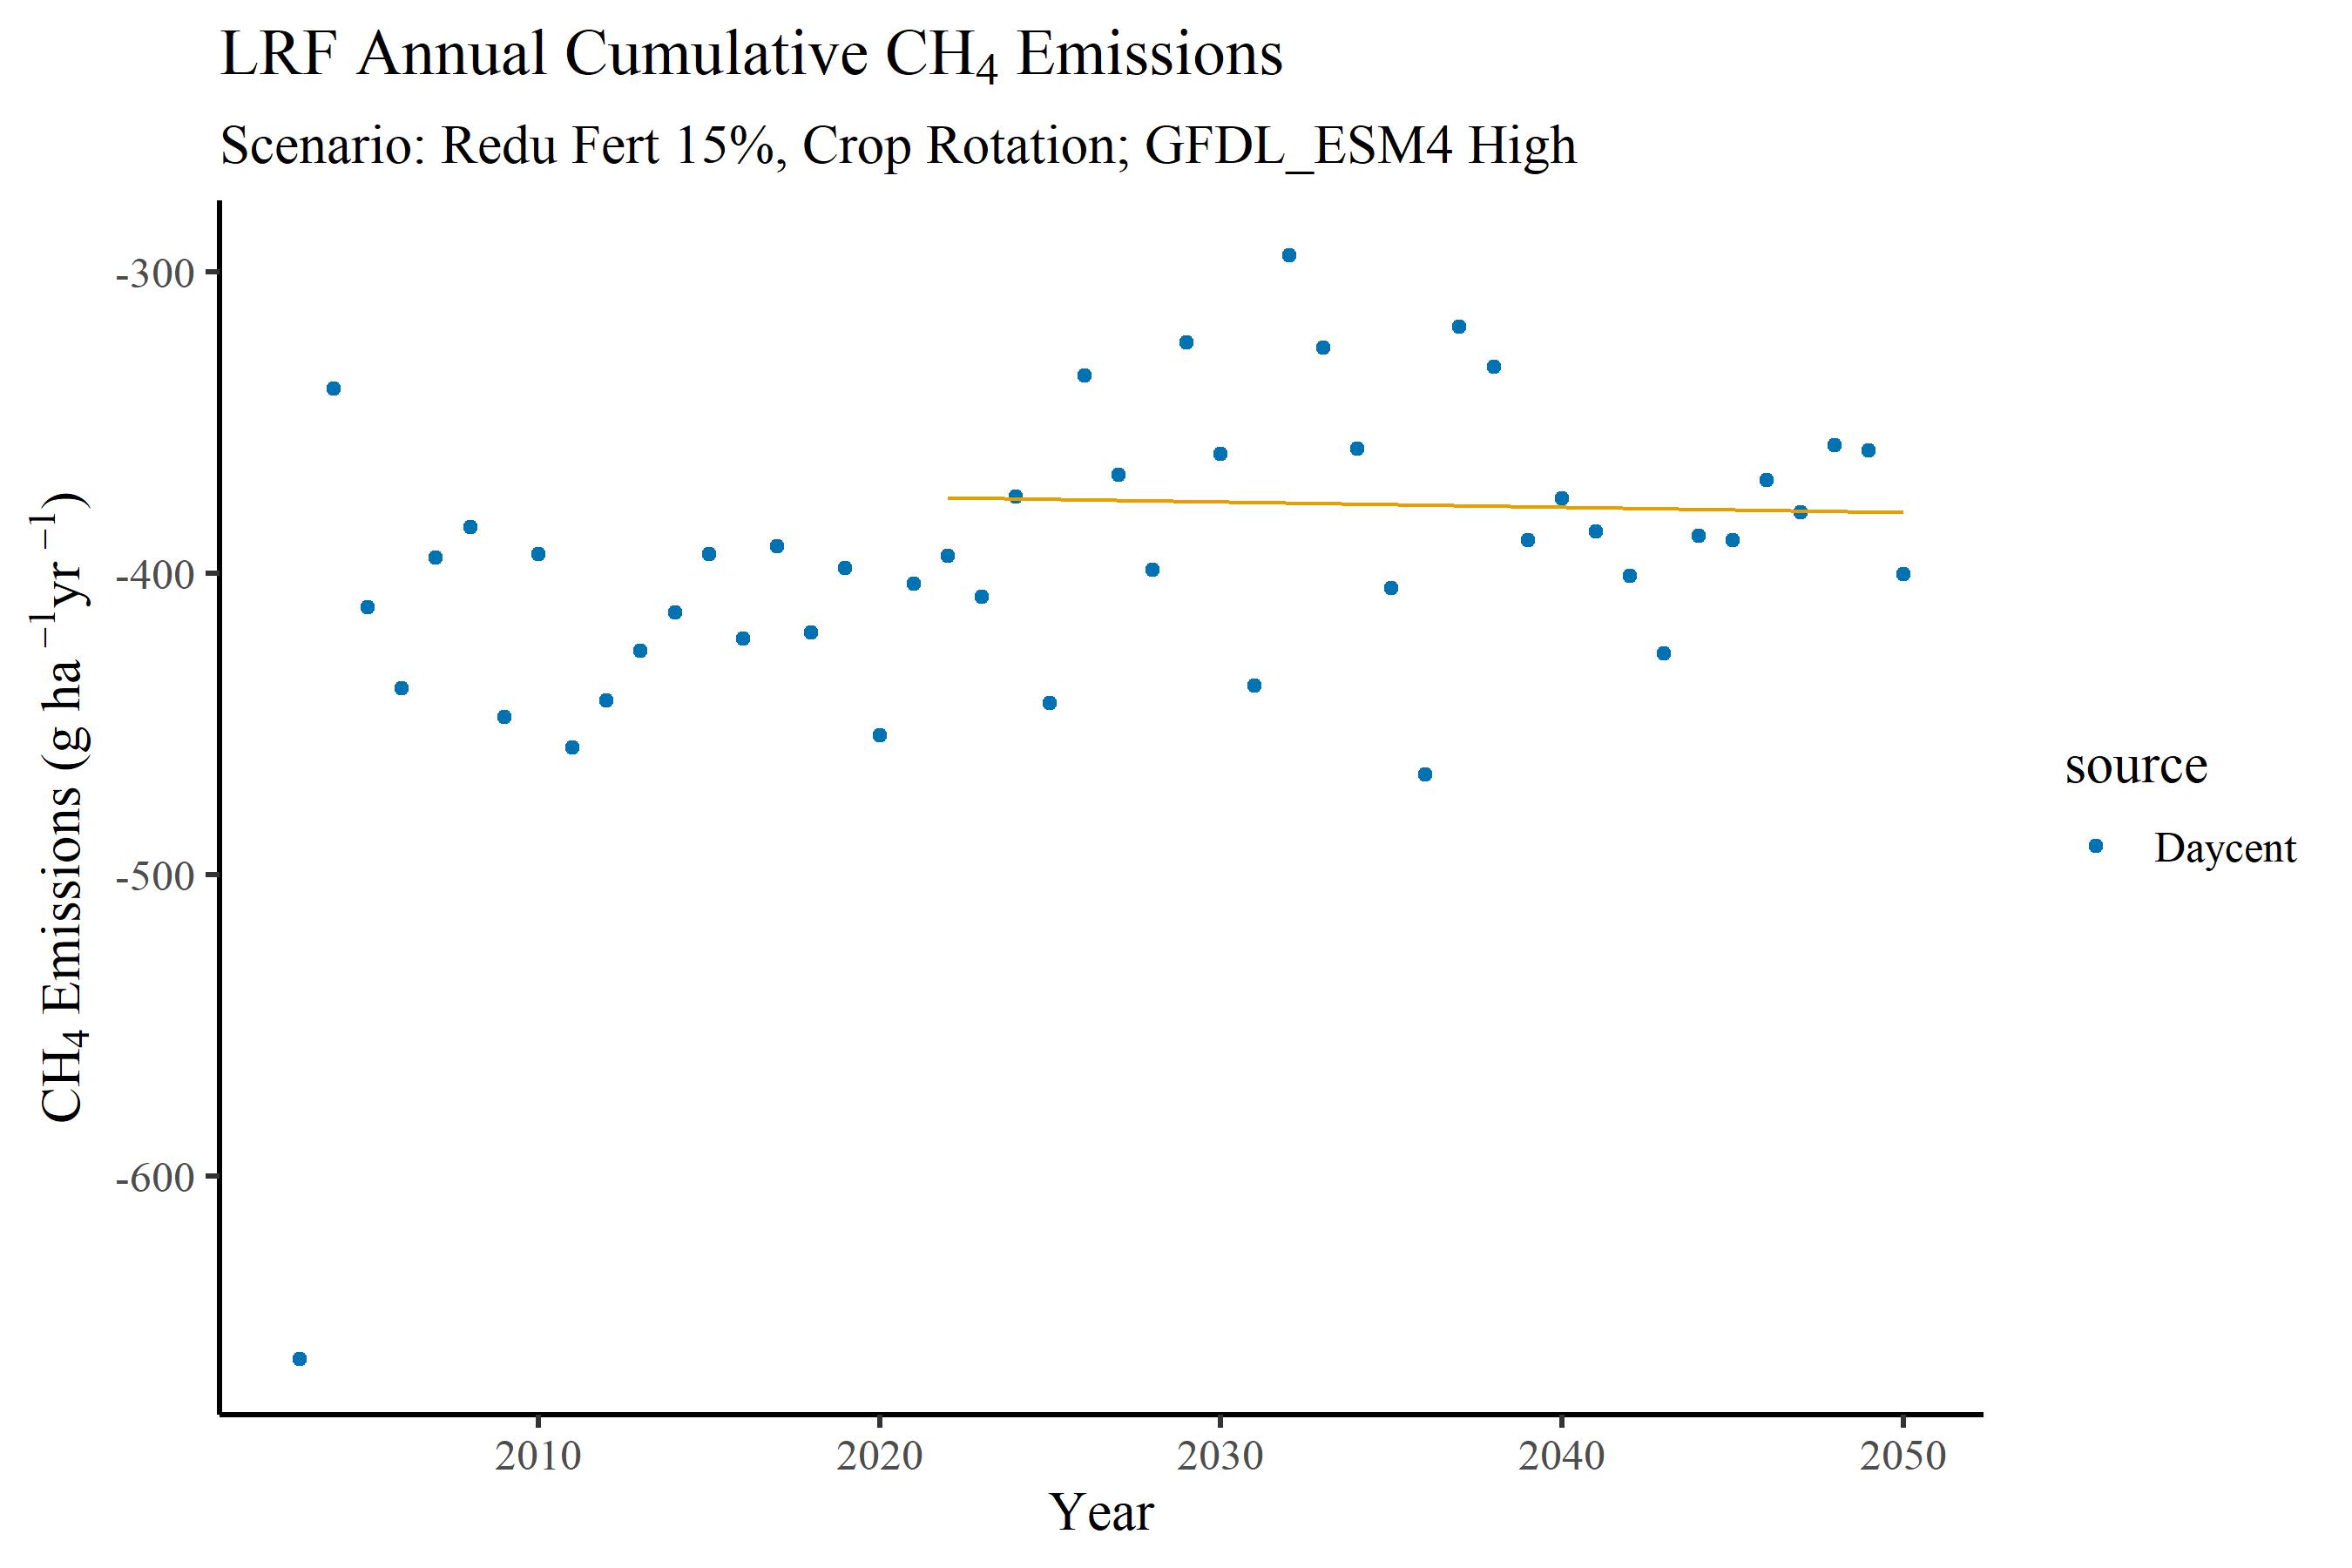 LRF Annual Cumulative CH₄ Emissions
Scenario: Redu Fert 15%, Crop Rotation; GFDL_ESM4 High
CH₄ Emissions (g ha⁻¹yr⁻¹)
-300
-400
-500
-600
2010
2020
2030
2040
2050
Year
source
Daycent